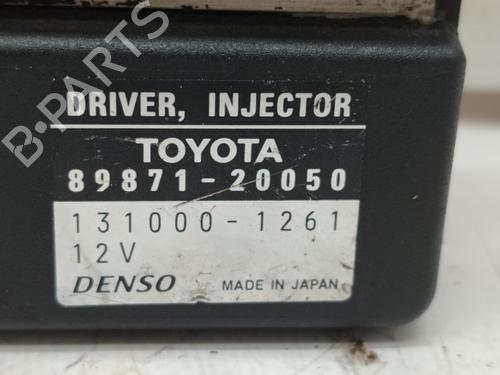 B-PARTS
DRIVER, INJECTOR
TOYOTA
89871-20050
131000-1261
12V
DENSO MADE IN JAPAN